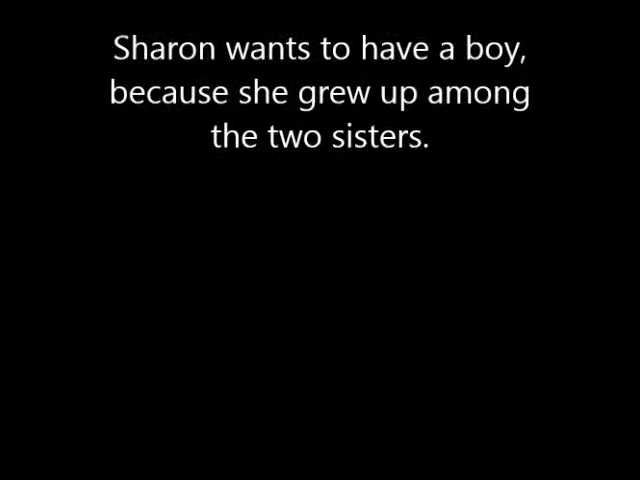 Sharon wants to have a boy,
because she grew up among
the two sisters.